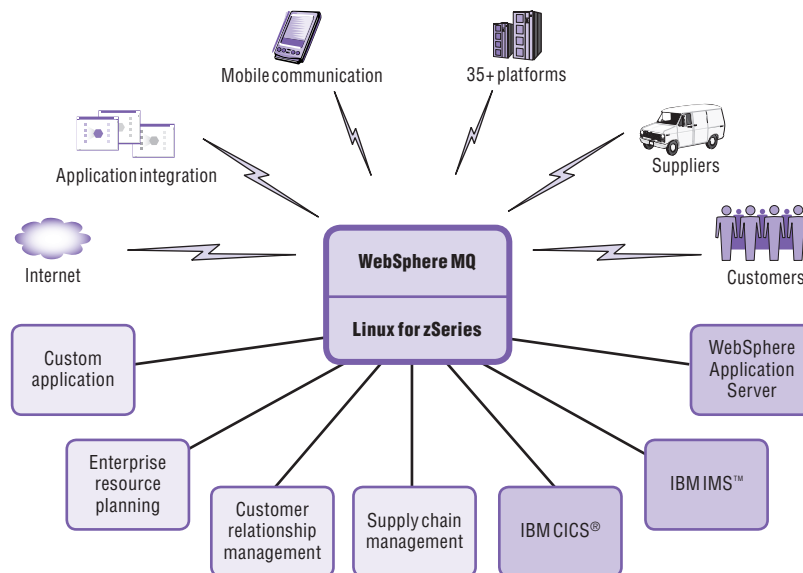 Mobile communication
35+ platforms
Application integration
Suppliers
Internet
Customers
WebSphere MQ
Linux for zSeries
Custom
application
WebSphere
Application
Server
Enterprise
resource
planning
IBM IMS™
Customer
relationship
management
Supply chain
management
IBM CICS®